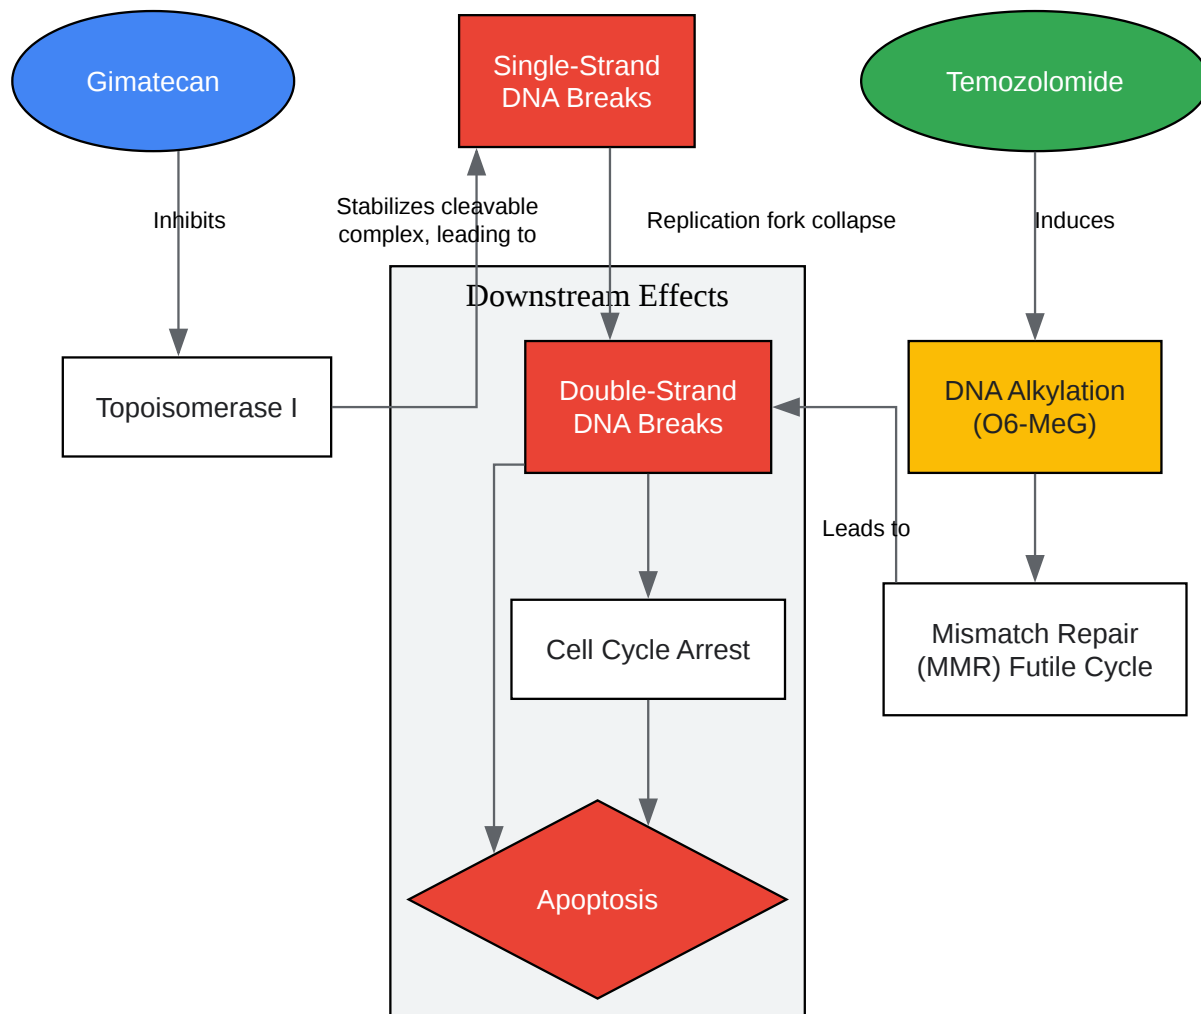 Gimatecan
Single-Strand
DNA Breaks
Temozolomide
Inhibits
Stabilizes cleavable
complex, leading to
Replication fork collapse
Induces
Downstream Effects
Topoisomerase I
Double-Strand
DNA Breaks
DNA Alkylation
(O6-MeG)
Leads to
Cell Cycle Arrest
Mismatch Repair
(MMR) Futile Cycle
Apoptosis